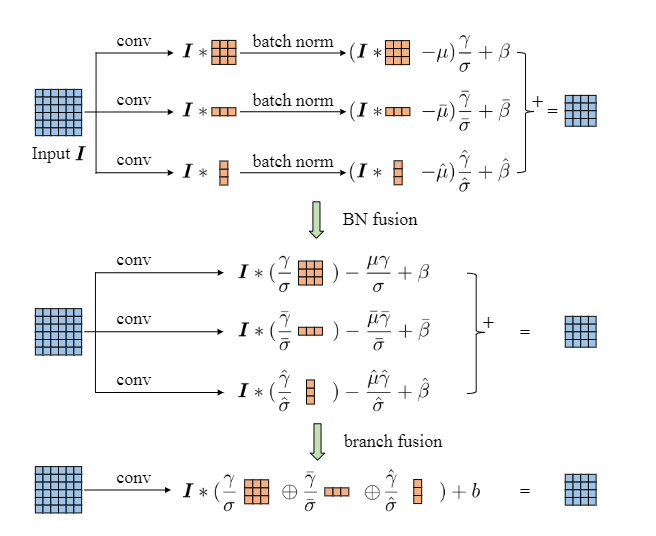 conv I * batch norm (I * −μ) γ/σ + β
conv I * batch norm (I * −μ̄) γ̄/σ̄ + β̄ + =
Input I
conv I * batch norm (I * −μ̂) γ̂/σ̂ + β̂
BN fusion
conv I * (γ/σ ) − μγ/σ + β
conv I * (γ̄/σ̄ ) − μ̄γ̄/σ̄ + β̄ + =
conv I * (γ̂/σ̂ ) − μ̂γ̂/σ̂ + β̂
branch fusion
conv I * (γ/σ ⊕ γ̄/σ̄ ⊕ γ̂/σ̂ ) + b =